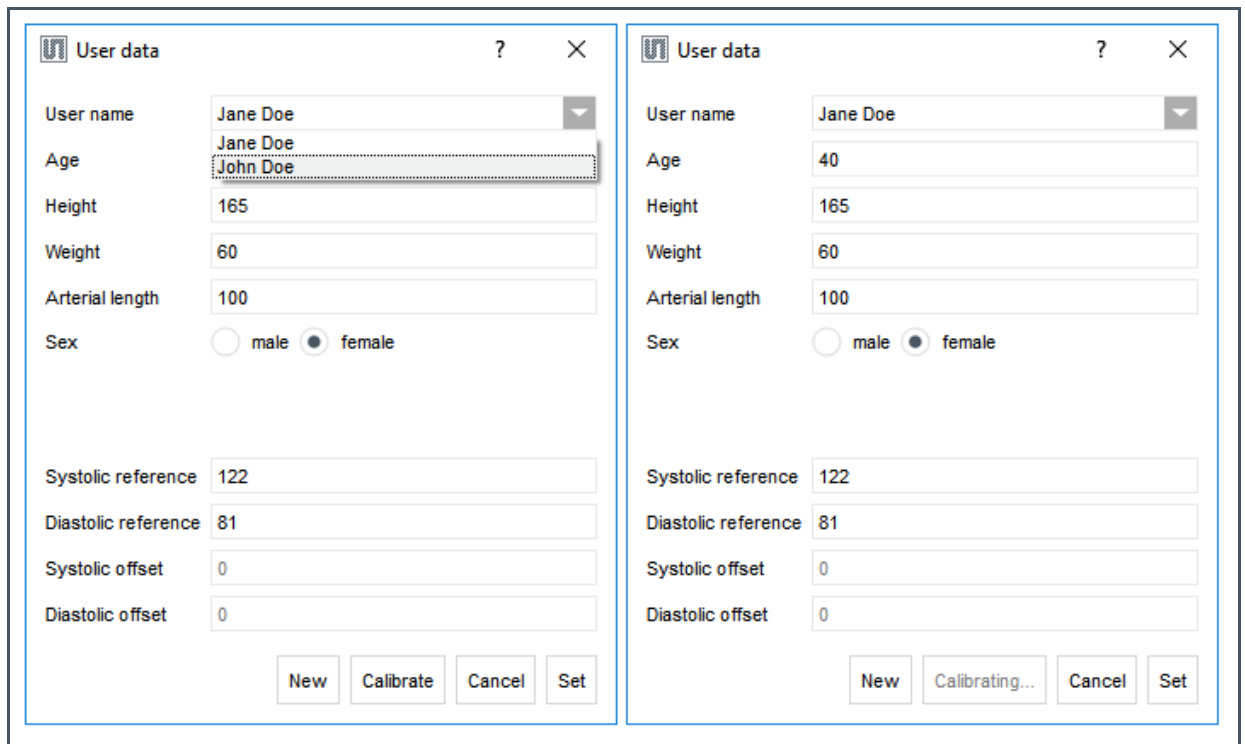 User data ?
User name Jane Doe
Jane Doe
Age John Doe
Height 165
Weight 60
Arterial length 100
Sex male female
Systolic reference 122
Diastolic reference 81
Systolic offset 0
Diastolic offset 0
New Calibrate Cancel Set
User data ?
User name Jane Doe
Age 40
Height 165
Weight 60
Arterial length 100
Sex male female
Systolic reference 122
Diastolic reference 81
Systolic offset 0
Diastolic offset 0
New Calibrating... Cancel Set